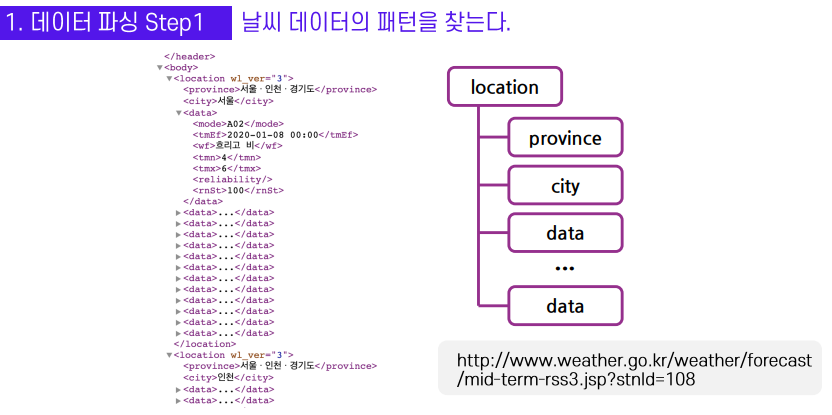 1. 데이터 파싱 Step1 날씨 데이터의 패턴을 찾는다.
</header>
▼<body>
▼<location wl_ver="3">
<province>서울ㆍ인천ㆍ경기도</province>
<city>서울</city>
▼<data>
<mode>A02</mode>
<tmEf>2020-01-08 00:00</tmEf>
<wf>흐리고 비</wf>
<tmn>4</tmn>
<tmx>6</tmx>
<reliability/>
<rnSt>100</rnSt>
</data>
▶<data>...</data>
▶<data>...</data>
▶<data>...</data>
▶<data>...</data>
▶<data>...</data>
▶<data>...</data>
▶<data>...</data>
▶<data>...</data>
▶<data>...</data>
▶<data>...</data>
▶<data>...</data>
▶<data>...</data>
</location>
▼<location wl_ver="3">
<province>서울ㆍ인천ㆍ경기도</province>
<city>인천</city>
▶<data>...</data>
▶<data>...</data>
location
province
city
data
...
data
http://www.weather.go.kr/weather/forecast
/mid-term-rss3.jsp?stnId=108